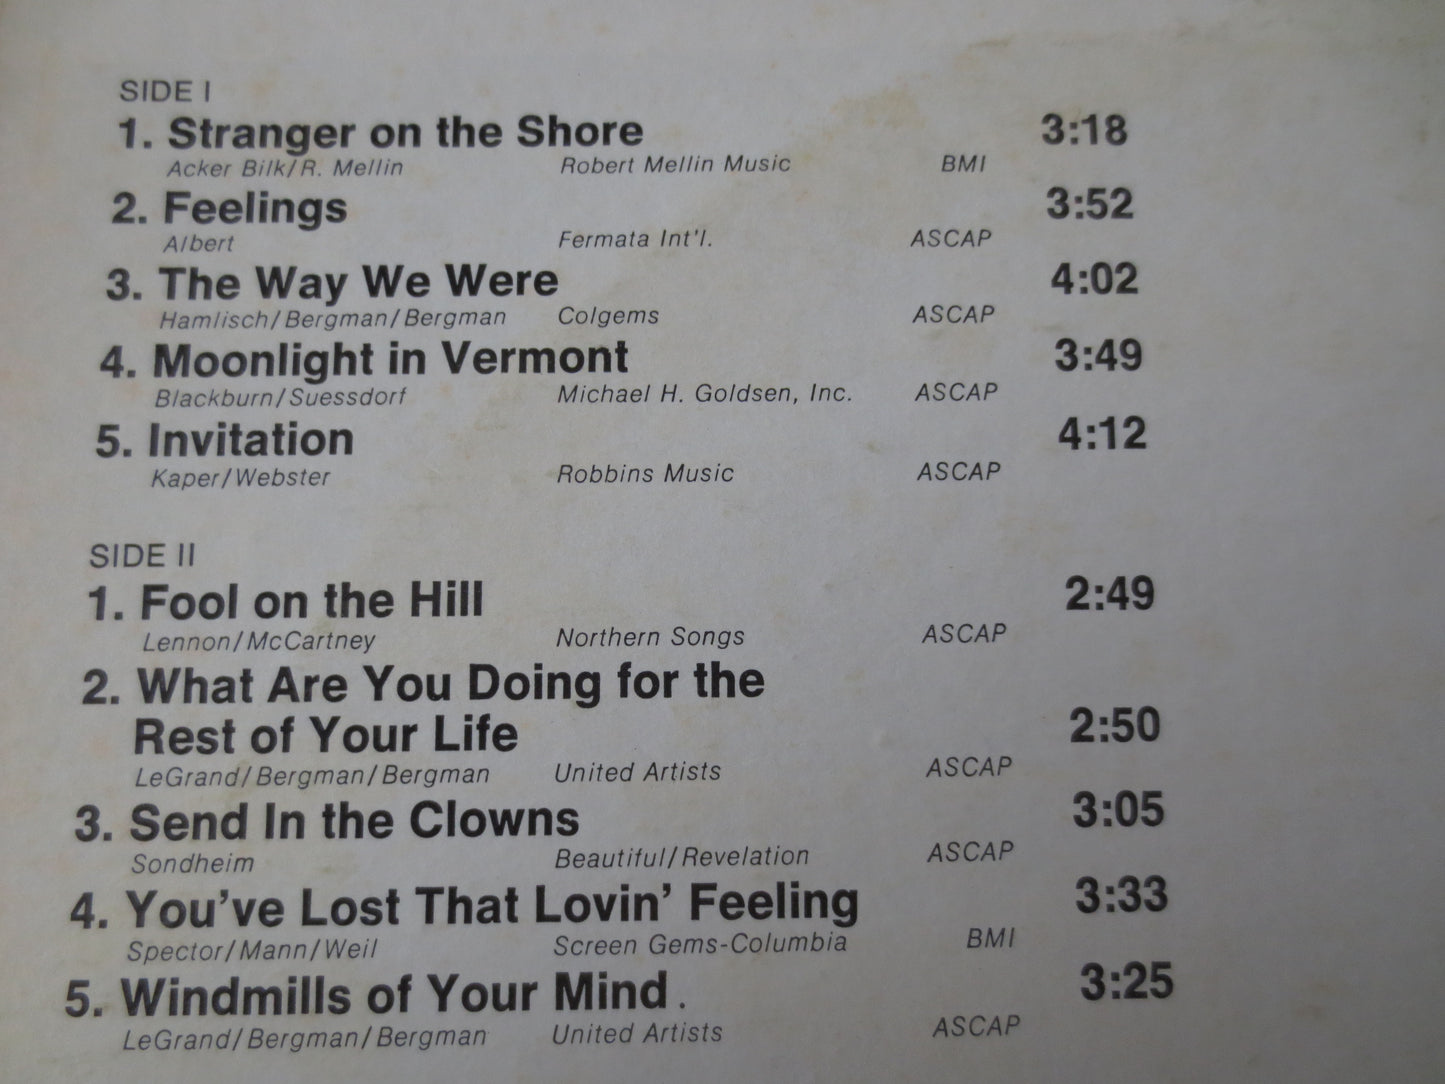 SIDE I
1. Stranger on the Shore 3:18
Acker Bilk/R. Mellin Robert Mellin Music BMI
2. Feelings 3:52
Albert Fermata Int'l. ASCAP
3. The Way We Were 4:02
Hamlisch/Bergman/Bergman Colgems ASCAP
4. Moonlight in Vermont 3:49
Blackburn/Suessdorf Michael H. Goldsen, Inc. ASCAP
5. Invitation 4:12
Kaper/Webster Robbins Music ASCAP
SIDE II
1. Fool on the Hill 2:49
Lennon/McCartney Northern Songs ASCAP
2. What Are You Doing for the
Rest of Your Life 2:50
LeGrand/Bergman/Bergman United Artists ASCAP
3. Send In the Clowns 3:05
Sondheim Beautiful/Revelation ASCAP
4. You've Lost That Lovin' Feeling 3:33
Spector/Mann/Weil Screen Gems-Columbia BMI
5. Windmills of Your Mind . 3:25
LeGrand/Bergman/Bergman United Artists ASCAP